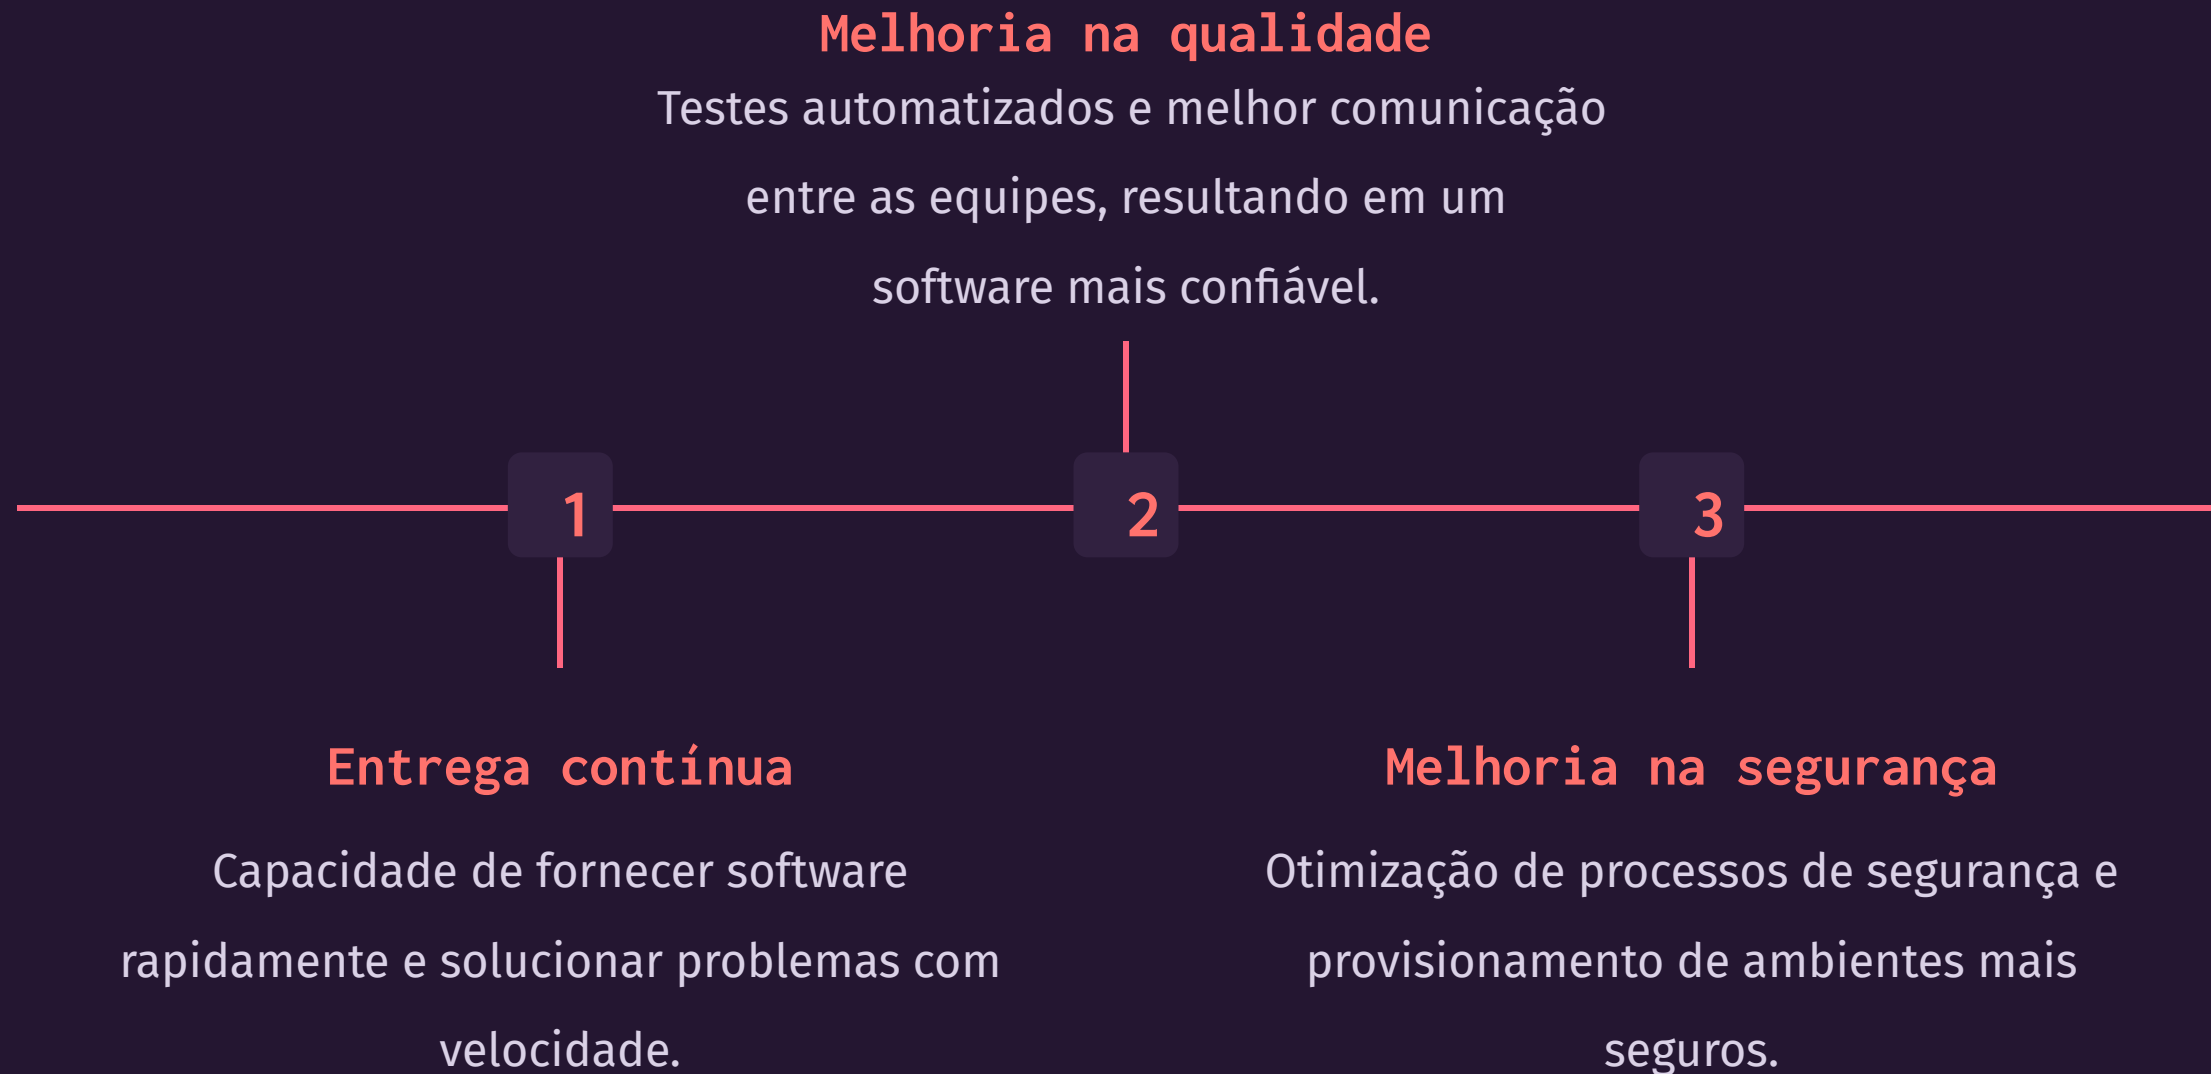 Melhoria na qualidade
Testes automatizados e melhor comunicação
entre as equipes, resultando em um
software mais confiável.
1
2
3
Entrega contínua
Capacidade de fornecer software
rapidamente e solucionar problemas com
velocidade.
Melhoria na segurança
Otimização de processos de segurança e
provisionamento de ambientes mais
seguros.